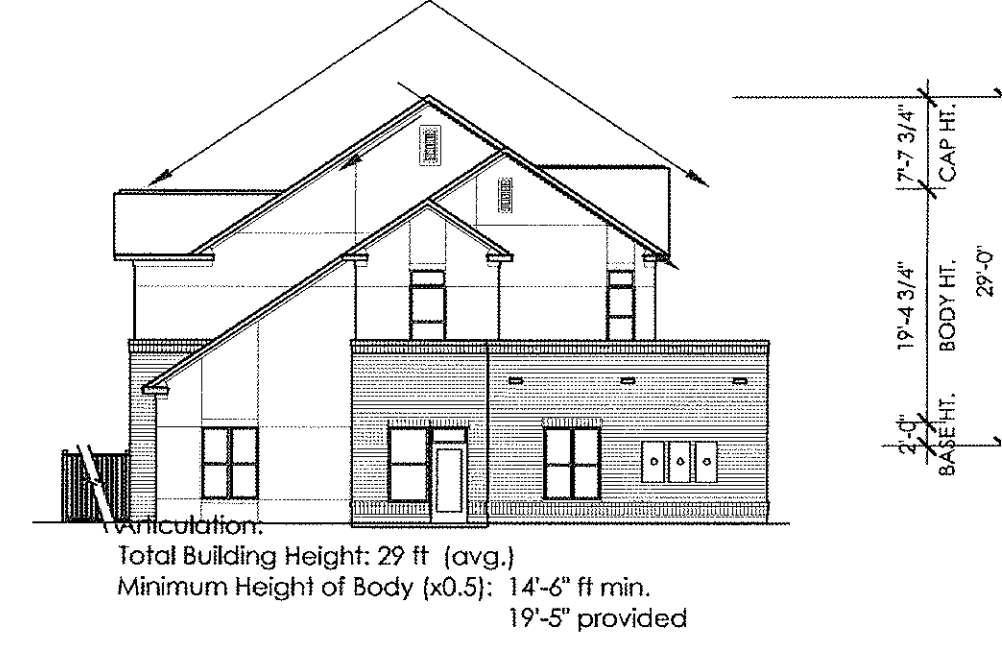 7'-7 3/4"
CAP HT.
19'-4 3/4"
BODY HT.
29'-0"
2'-0"
BASE HT.
Articulation:
Total Building Height: 29 ft (avg.)
Minimum Height of Body (x0.5): 14'-6" ft min.
19'-5" provided